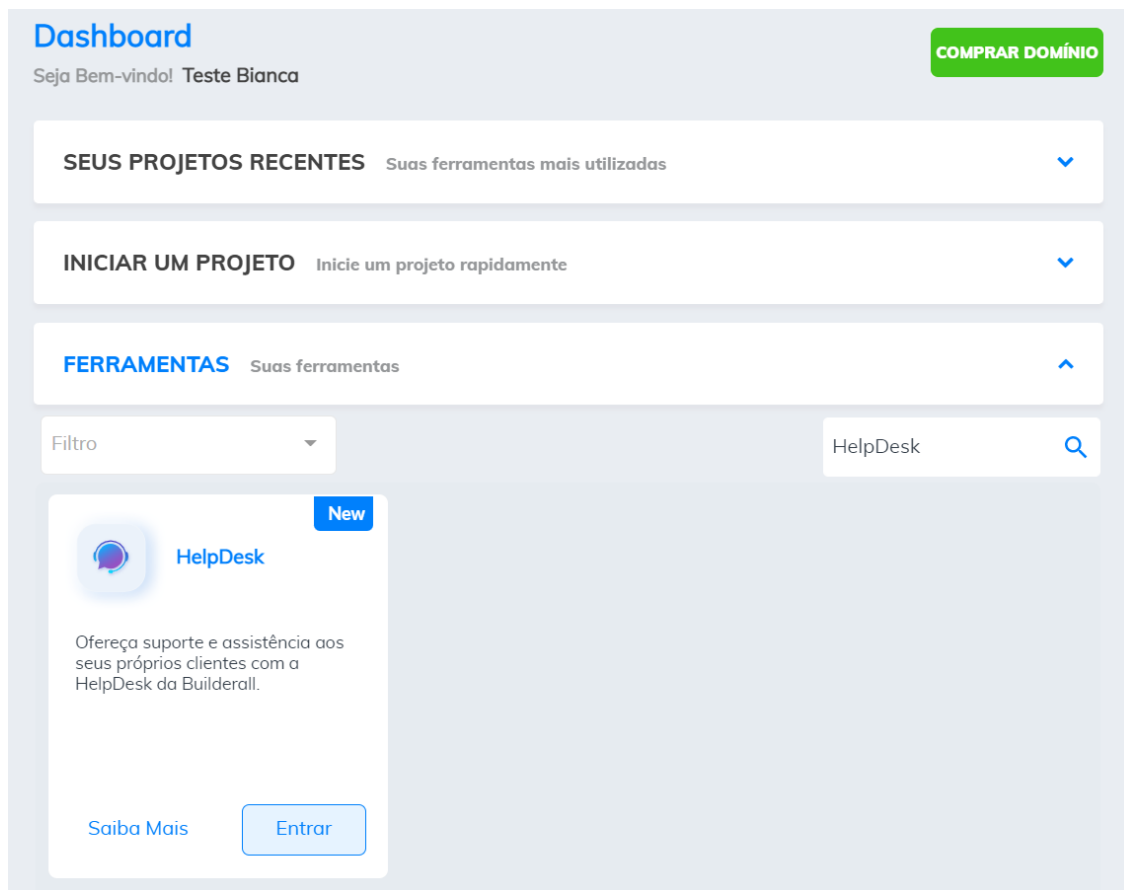 Dashboard
COMPRAR DOMÍNIO
Seja Bem-vindo! Teste Bianca
SEUS PROJETOS RECENTES Suas ferramentas mais utilizadas
INICIAR UM PROJETO Inicie um projeto rapidamente
FERRAMENTAS Suas ferramentas
Filtro
HelpDesk
New
HelpDesk
Ofereça suporte e assistência aos
seus próprios clientes com a
HelpDesk da Builderall.
Saiba Mais
Entrar